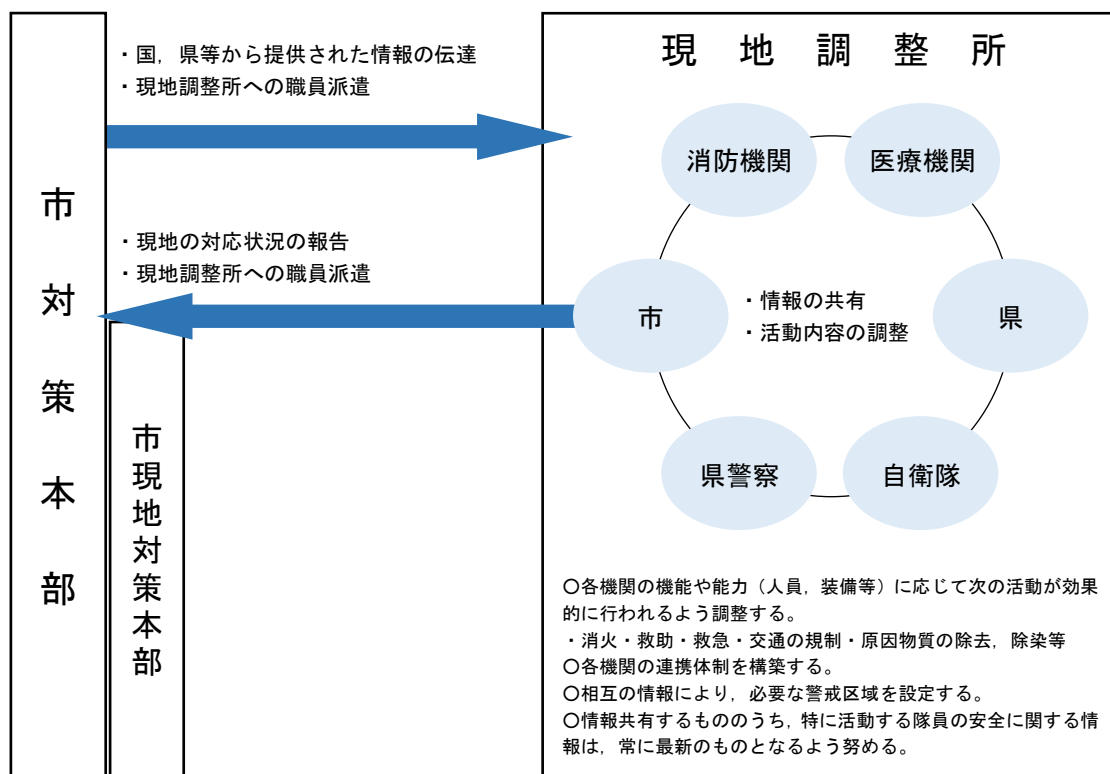 市対策本部
市現地対策本部
・国，県等から提供された情報の伝達
・現地調整所への職員派遣
・現地の対応状況の報告
・現地調整所への職員派遣
現地調整所
消防機関
医療機関
市
・情報の共有
・活動内容の調整
県
県警察
自衛隊
〇各機関の機能や能力（人員，装備等）に応じて次の活動が効果
的に行われるよう調整する。
・消火・救助・救急・交通の規制・原因物質の除去，除染等
〇各機関の連携体制を構築する。
〇相互の情報により，必要な警戒区域を設定する。
〇情報共有するもののうち，特に活動する隊員の安全に関する情
報は，常に最新のものとなるよう努める。